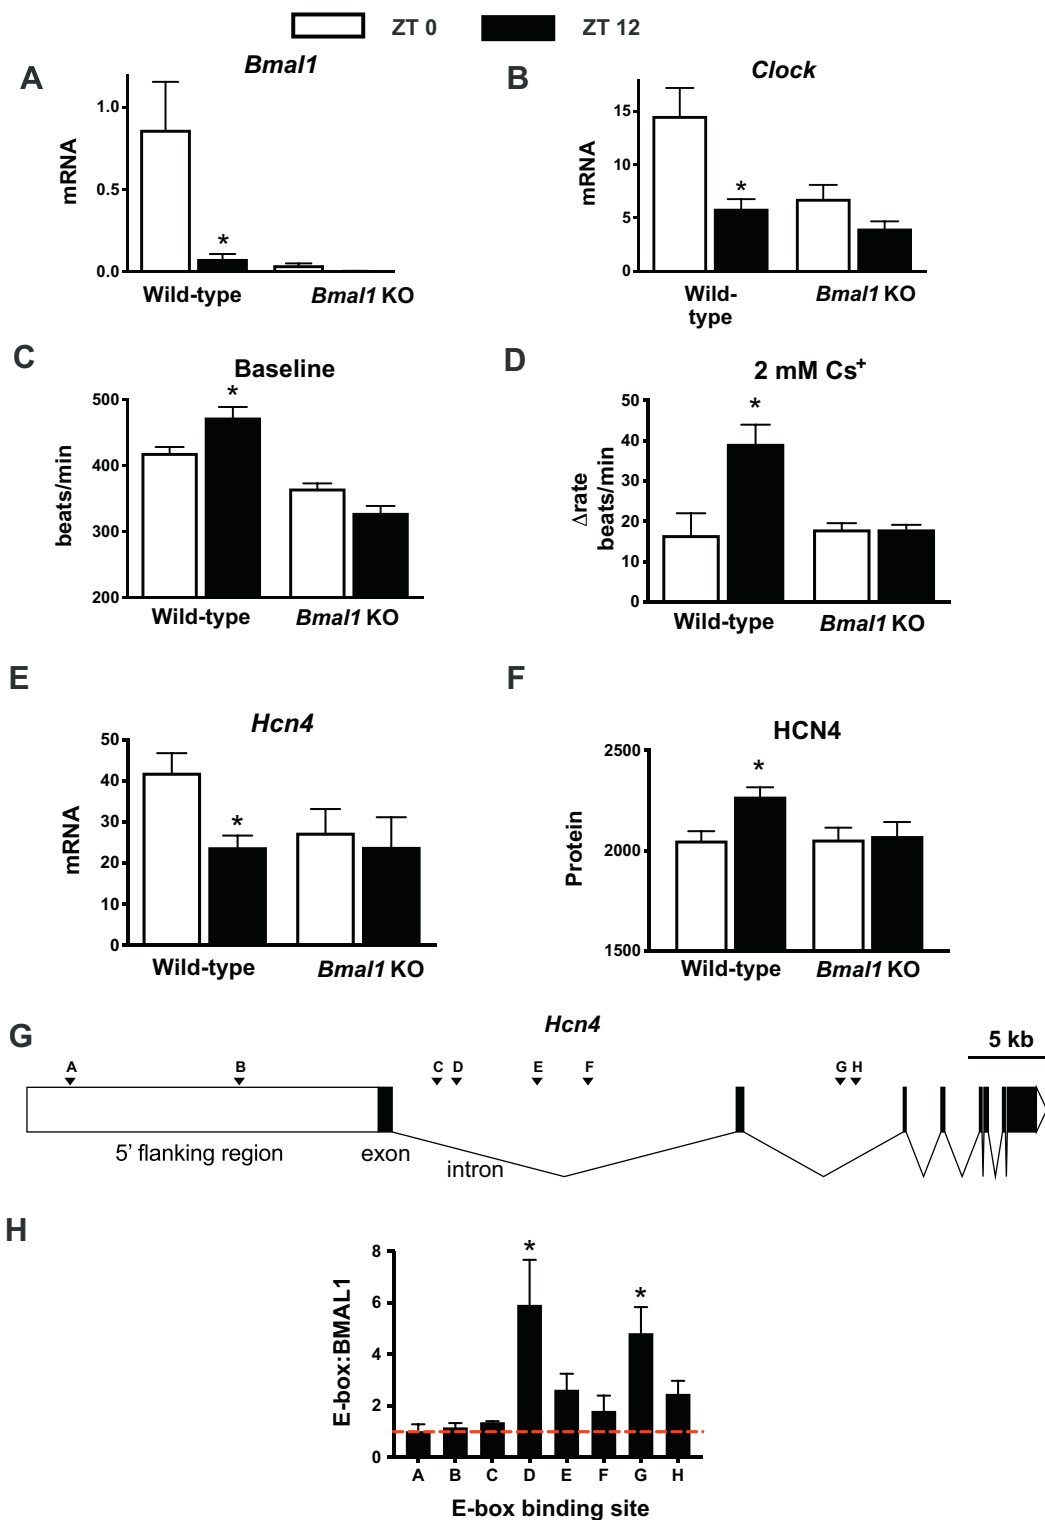 ZT 0 ZT 12
A Bmal1
mRNA
1.0
0.5
0.0
*
Wild-type Bmal1 KO
B Clock
mRNA
15
10
5
0
*
Wild-
type
Bmal1 KO
C Baseline
beats/min
500
400
300
200
*
Wild-type Bmal1 KO
D 2 mM Cs+
Δrate
beats/min
50
40
30
20
10
0
*
Wild-type Bmal1 KO
E Hcn4
mRNA
50
40
30
20
10
0
*
Wild-type Bmal1 KO
F HCN4
Protein
2500
2000
1500
*
Wild-type Bmal1 KO
G Hcn4
5 kb
A B C D E F G H
5' flanking region exon intron
H
E-box:BMAL1
8
6
4
2
0
* *
A B C D E F G H
E-box binding site